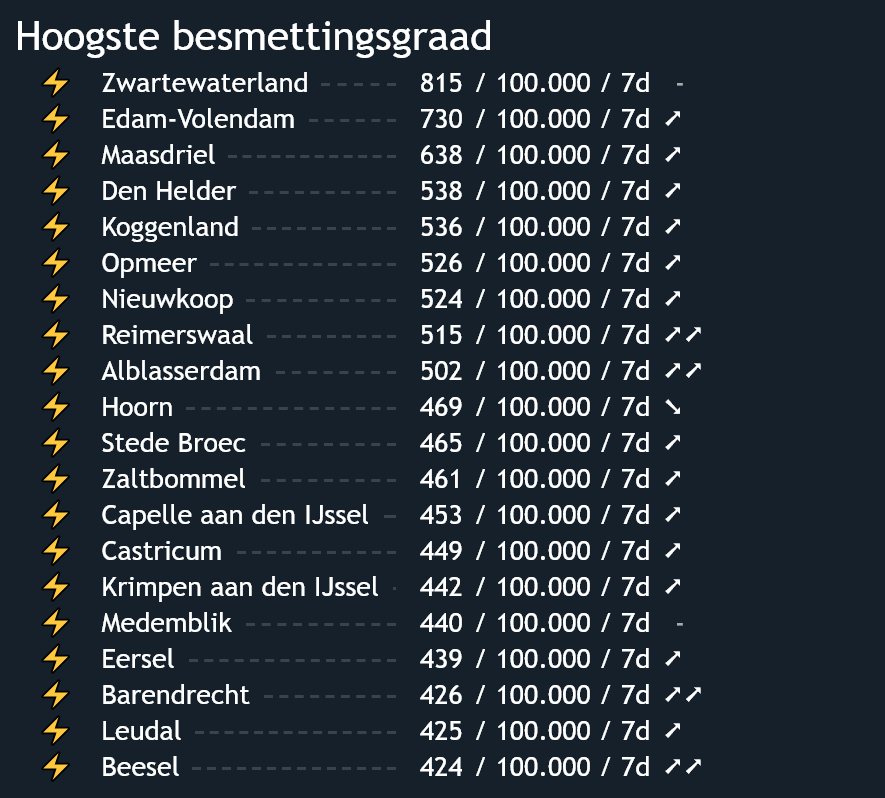 Hoogste besmettingsgraad
⚡ Zwartewaterland 815 / 100.000 / 7d -
⚡ Edam-Volendam 730 / 100.000 / 7d ➚
⚡ Maasdriel 638 / 100.000 / 7d ➚
⚡ Den Helder 538 / 100.000 / 7d ➚
⚡ Koggenland 536 / 100.000 / 7d ➚
⚡ Opmeer 526 / 100.000 / 7d ➚
⚡ Nieuwkoop 524 / 100.000 / 7d ➚
⚡ Reimerswaal 515 / 100.000 / 7d ➚➚
⚡ Alblasserdam 502 / 100.000 / 7d ➚➚
⚡ Hoorn 469 / 100.000 / 7d ➘
⚡ Stede Broec 465 / 100.000 / 7d ➚
⚡ Zaltbommel 461 / 100.000 / 7d ➚
⚡ Capelle aan den IJssel 453 / 100.000 / 7d ➚
⚡ Castricum 449 / 100.000 / 7d ➚
⚡ Krimpen aan den IJssel 442 / 100.000 / 7d ➚
⚡ Medemblik 440 / 100.000 / 7d -
⚡ Eersel 439 / 100.000 / 7d ➚
⚡ Barendrecht 426 / 100.000 / 7d ➚➚
⚡ Leudal 425 / 100.000 / 7d ➚
⚡ Beesel 424 / 100.000 / 7d ➚➚